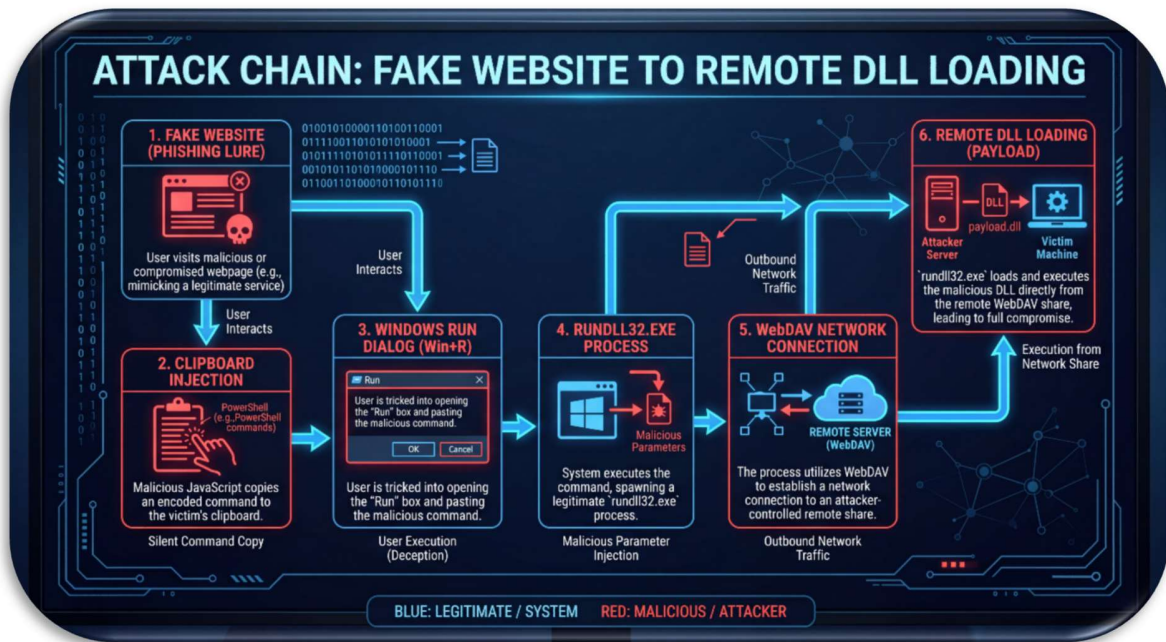 ATTACK CHAIN: FAKE WEBSITE TO REMOTE DLL LOADING
1. FAKE WEBSITE
(PHISHING LURE)
User visits malicious or
compromised webpage (e.g.,
mimicking a legitimate service)
User
Interacts
User
Interacts
2. CLIPBOARD
INJECTION
PowerShell
(e.g.,PowerShell
commands)
Malicious JavaScript copies
an encoded command to
the victim's clipboard.
Silent Command Copy
3. WINDOWS RUN
DIALOG (Win+R)
Run
User is tricked into opening
the "Run" box and pasting
the malicious command.
OK
Cancel
User is tricked into opening
the "Run" box and pasting
the malicious command.
User Execution
(Deception)
4. RUNDLL32.EXE
PROCESS
Malicious
Parameters
System executes the
command, spawning a
legitimate `rundll32.exe`
process.
Malicious Parameter
Injection
Outbound
Network
Traffic
5. WebDAV NETWORK
CONNECTION
REMOTE SERVER
(WebDAV)
The process utilizes WebDAV
to establish a network
connection to an attacker-
controlled remote share.
Outbound Network
Traffic
6. REMOTE DLL LOADING
(PAYLOAD)
DLL
payload.dll
Attacker
Server
Victim
Machine
`rundll32.exe` loads and executes
the malicious DLL directly from
the remote WebDAV share,
leading to full compromise.
Execution from
Network Share
BLUE: LEGITIMATE / SYSTEM RED: MALICIOUS / ATTACKER